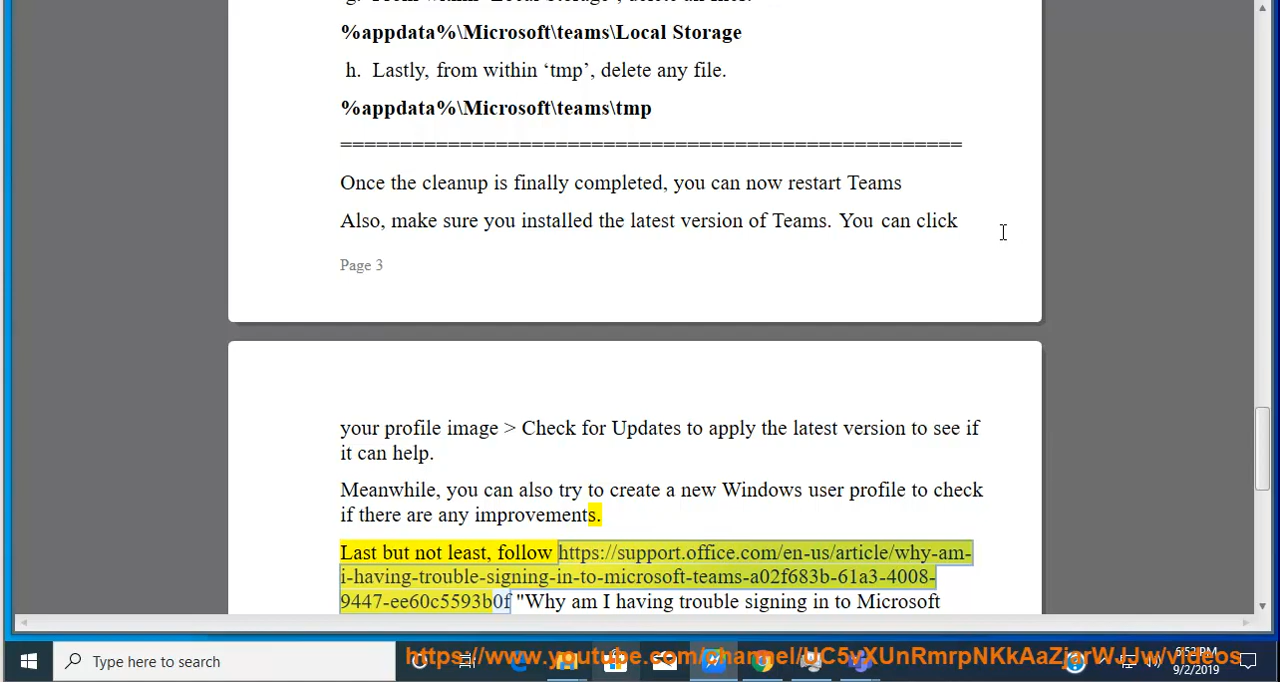 %appdata%\Microsoft\teams\Local Storage
h. Lastly, from within ‘tmp’, delete any file.
%appdata%\Microsoft\teams\tmp
====================================================
Once the cleanup is finally completed, you can now restart Teams
Also, make sure you installed the latest version of Teams. You can click
Page 3
your profile image > Check for Updates to apply the latest version to see if
it can help.
Meanwhile, you can also try to create a new Windows user profile to check
if there are any improvements.
Last but not least, follow https://support.office.com/en-us/article/why-am-
i-having-trouble-signing-in-to-microsoft-teams-a02f683b-61a3-4008-
9447-ee60c5593b0f "Why am I having trouble signing in to Microsoft
Type here to search
6:52 PM
9/2/2019